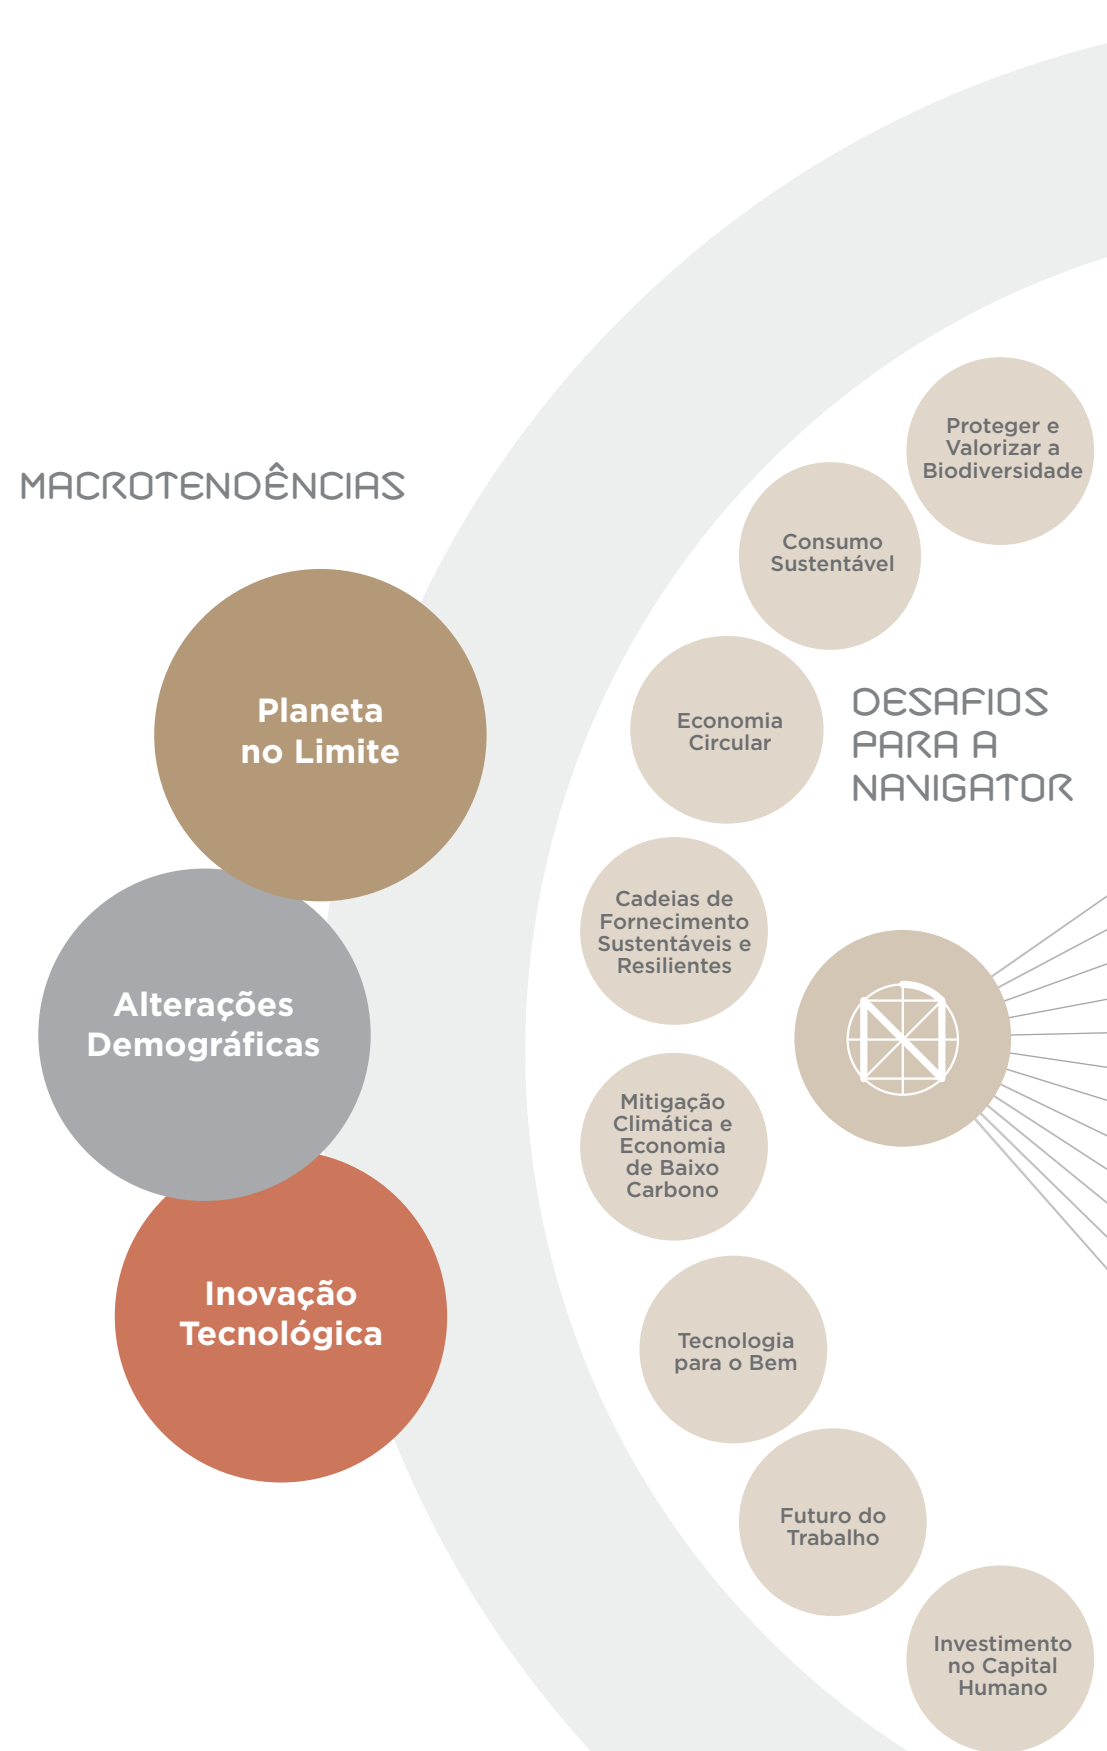 MACROTENDÊNCIAS
Planeta
no Limite
Alterações
Demográficas
Inovação
Tecnológica
Proteger e
Valorizar a
Biodiversidade
Consumo
Sustentável
Economia
Circular
DESAFIOS
PARA A
NAVIGATOR
Cadeias de
Fornecimento
Sustentáveis e
Resilientes
Mitigação
Climática e
Economia
de Baixo
Carbono
Tecnologia
para o Bem
Futuro do
Trabalho
Investimento
no Capital
Humano